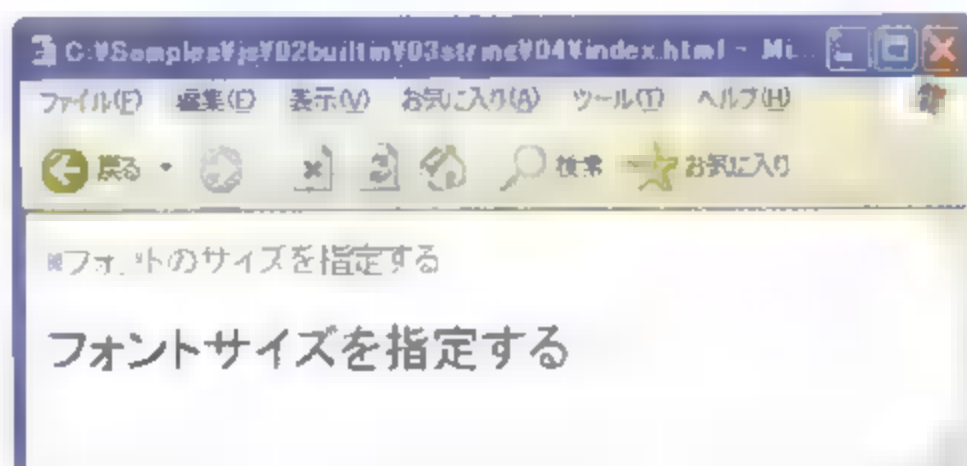 C:¥Samples¥js¥02builtin¥03string¥04¥index.html - Mi...
ファイル(F) 編集(E) 表示(V) お気に入り(A) ツール(T) ヘルプ(H)
戻る 検索 お気に入り
※フォントのサイズを指定する
フォントサイズを指定する